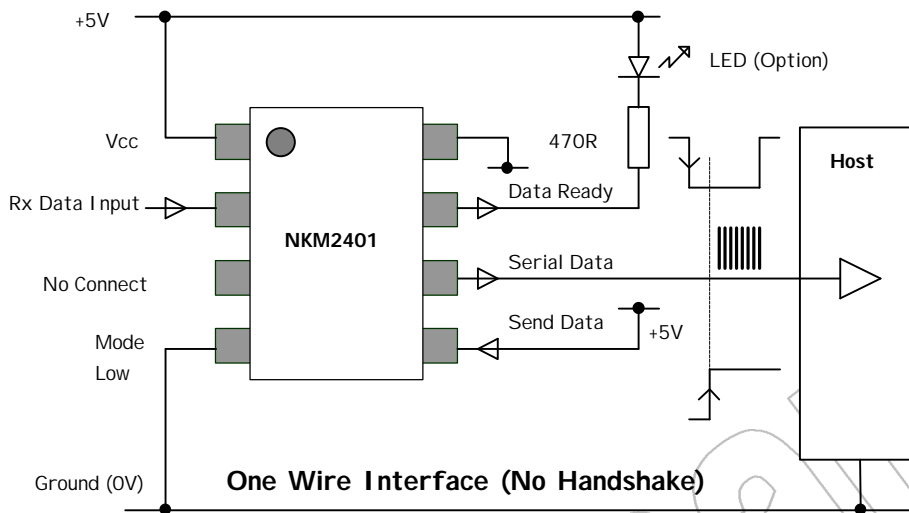 +5V
LED (Option)
Vcc
470R
Host
Rx Data Input
Data Ready
NKM2401
No Connect
Serial Data
Mode
Low
Send Data
+5V
Ground (0V)
One Wire Interface (No Handshake)